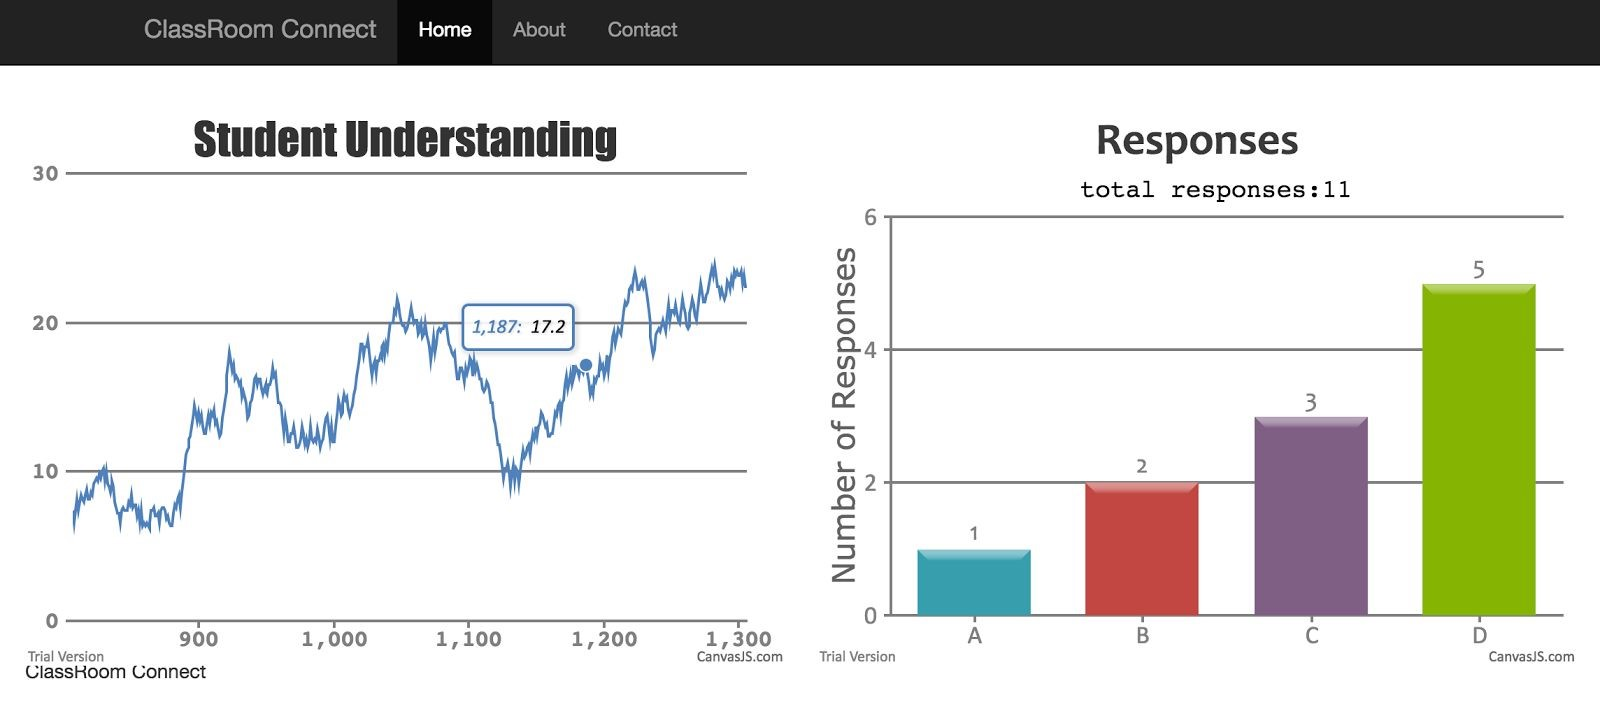 ClassRoom Connect Home About Contact
Student Understanding
30
20
10
0
1,187: 17.2
900 1,000 1,100 1,200 1,300
Trial Version CanvasJS.com
ClassRoom Connect
Responses
total responses:11
Number of Responses
6
4
2
0
1
2
3
5
A B C D
Trial Version CanvasJS.com